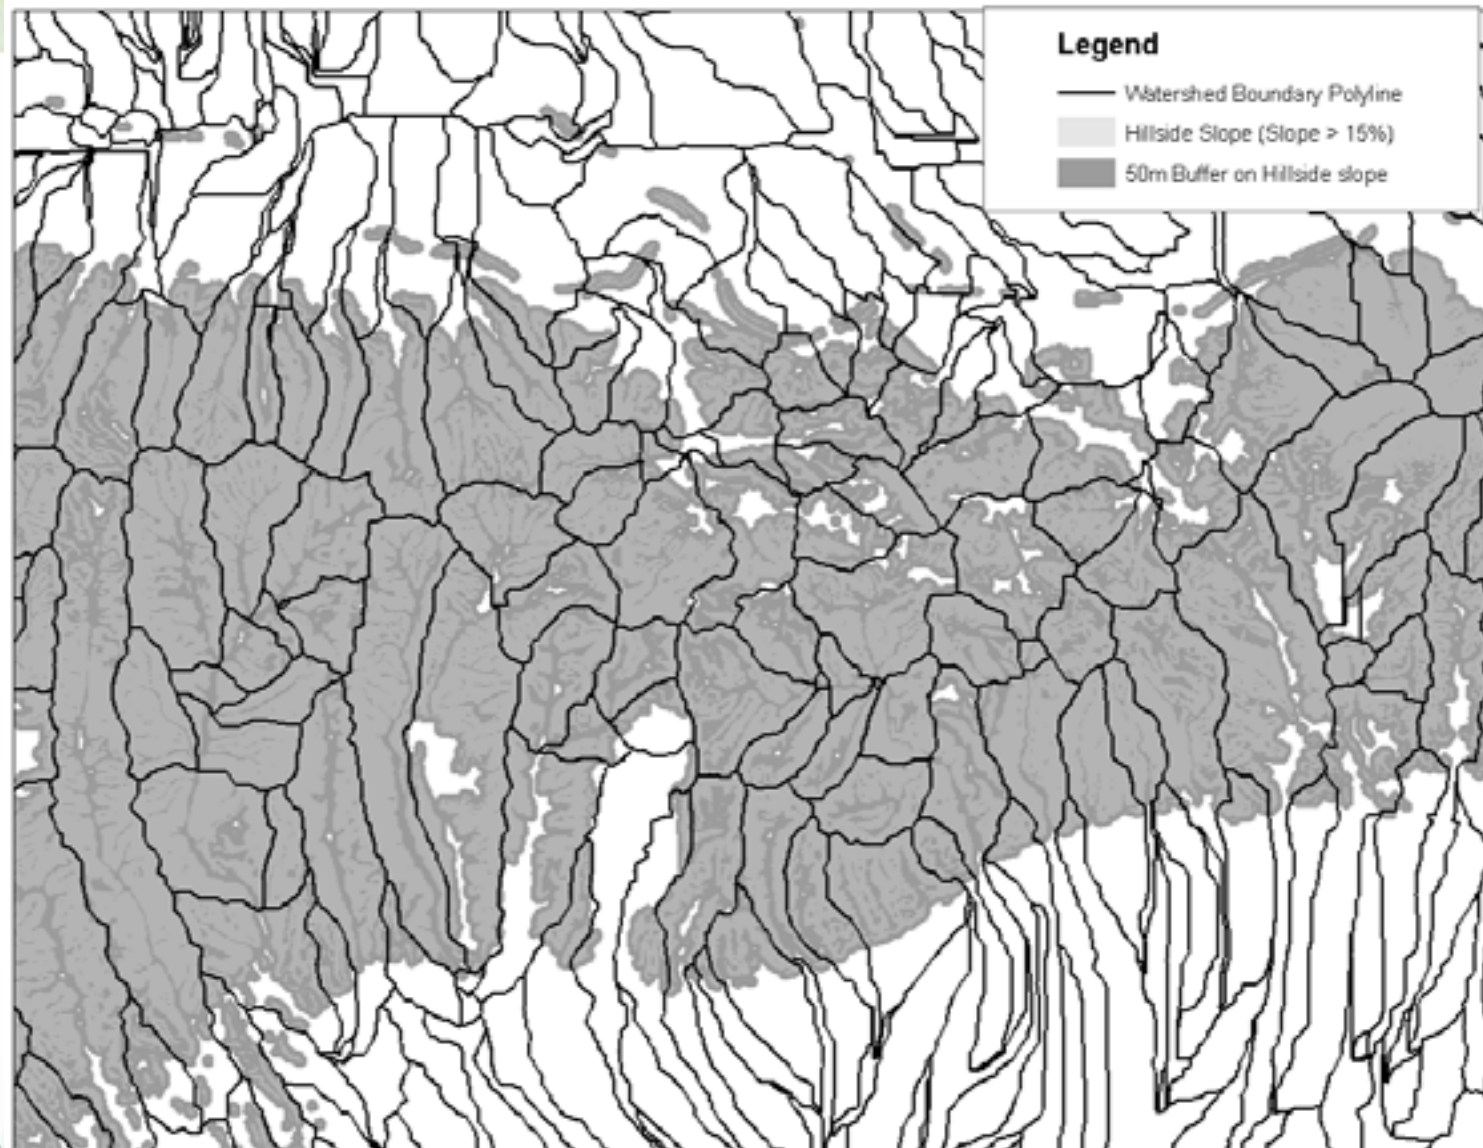 Legend
Watershed Boundary Polyline
Hillside Slope (Slope > 15%)
50m Buffer on Hillside slope